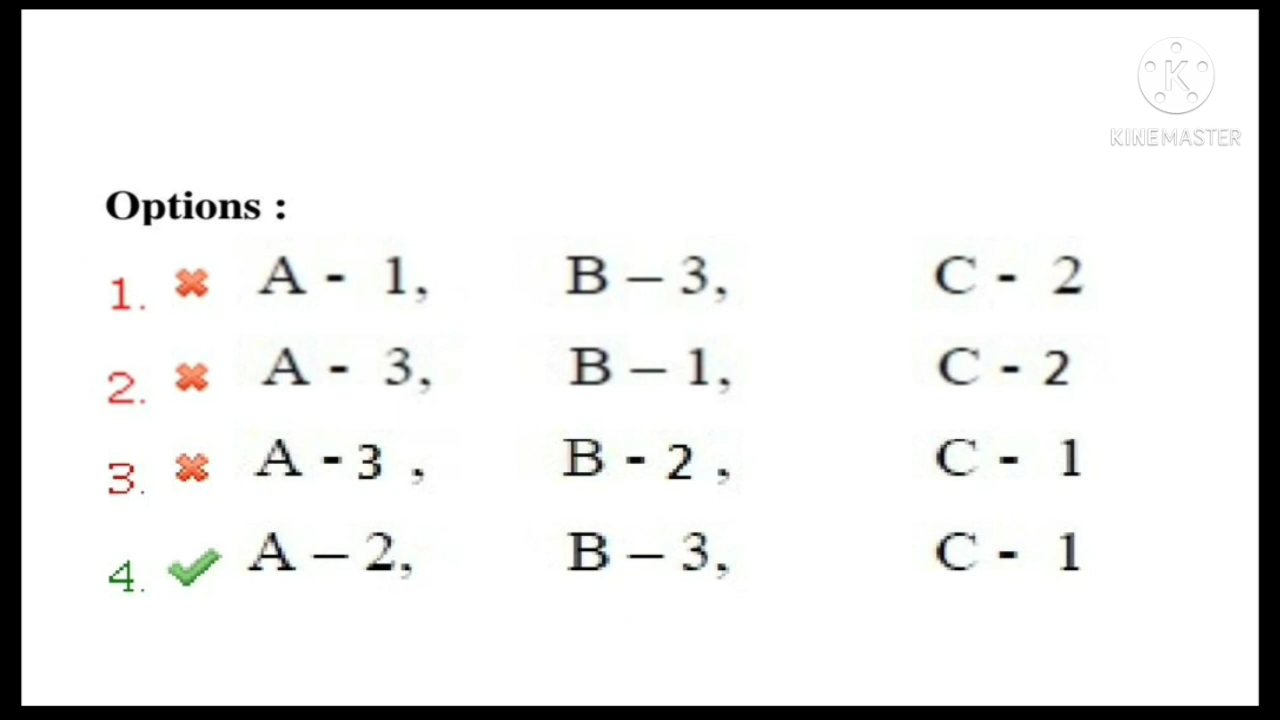 KINEMASTER
Options :
1. A - 1, B – 3, C - 2
2. A - 3, B – 1, C - 2
3. A - 3 , B - 2 , C - 1
4. A – 2, B – 3, C - 1